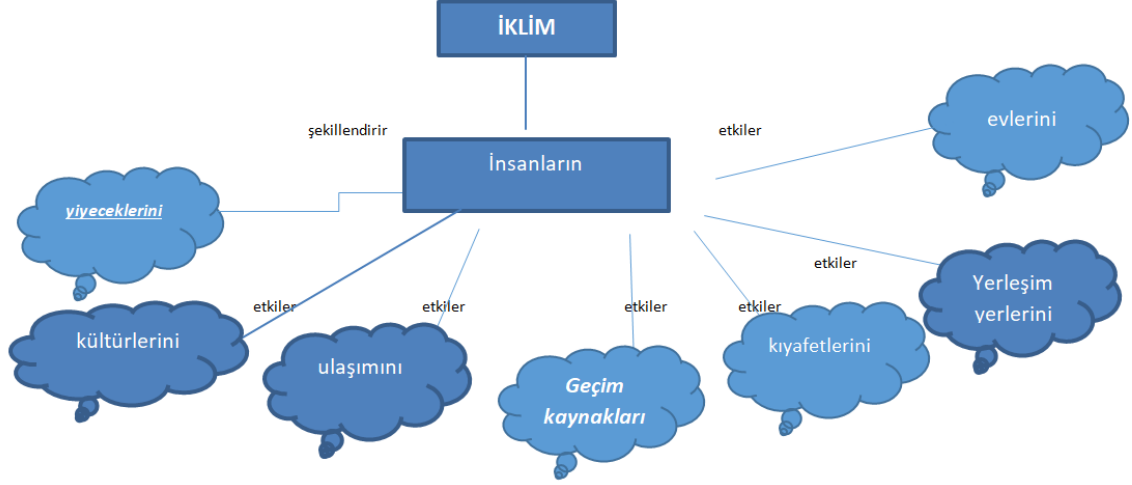 İKLİM
şekillendirir
etkiler
evlerini
İnsanların
yiyeceklerini
etkiler
Yerleşim
yerlerini
etkiler
etkiler
etkiler
etkiler
kültürlerini
ulaşımını
kıyafetlerini
Geçim
kaynakları